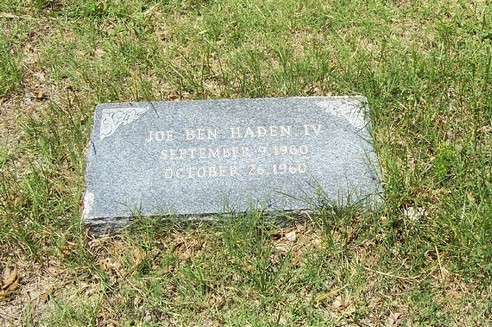 JOE BEN HADEN IV
SEPTEMBER 9, 1960
OCTOBER 26, 1960